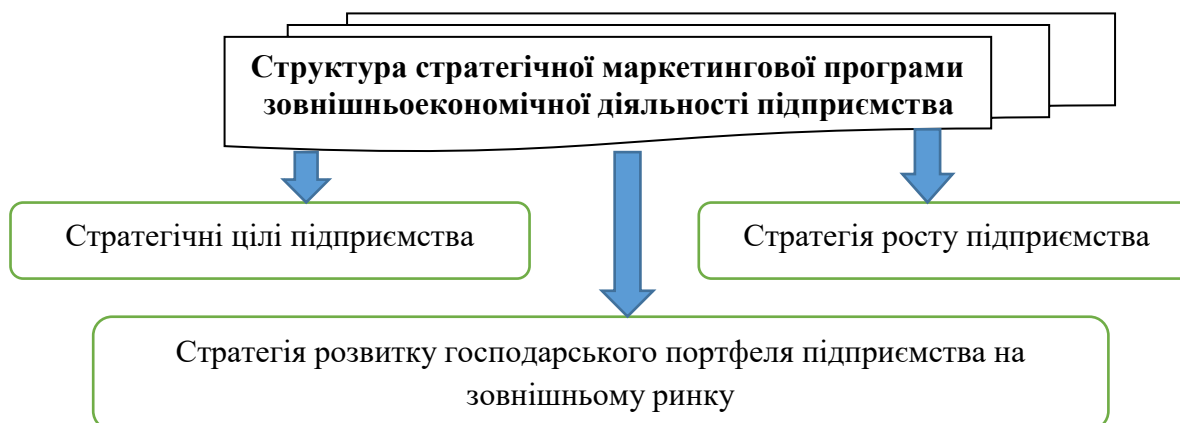 Структура стратегічної маркетингової програми
зовнішньоекономічної діяльності підприємства
Стратегічні цілі підприємства
Стратегія росту підприємства
Стратегія розвитку господарського портфеля підприємства на
зовнішньому ринку